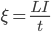 ξ = LI/t